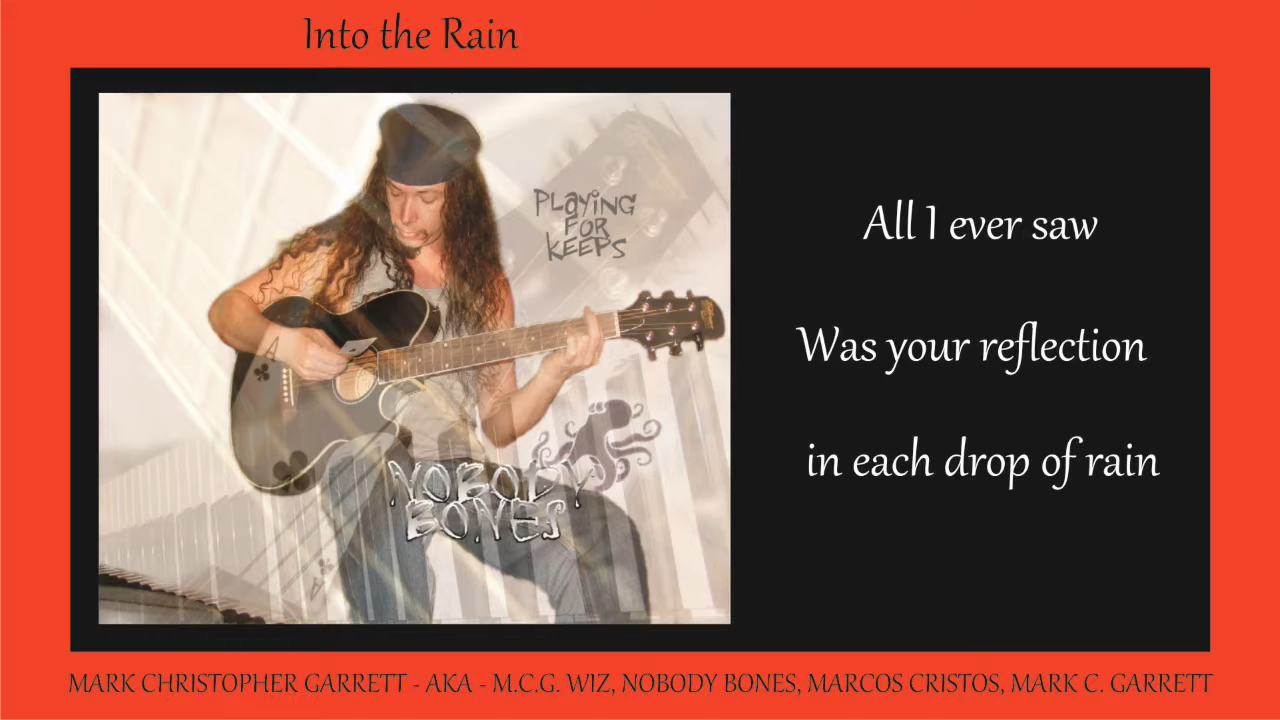 Into the Rain
PLAYING
FOR
KEEPS
All I ever saw
Was your reflection
in each drop of rain
A
NOBODY
BONES
MARK CHRISTOPHER GARRETT - AKA - M.C.G. WIZ, NOBODY BONES, MARCOS CRISTOS, MARK C. GARRETT